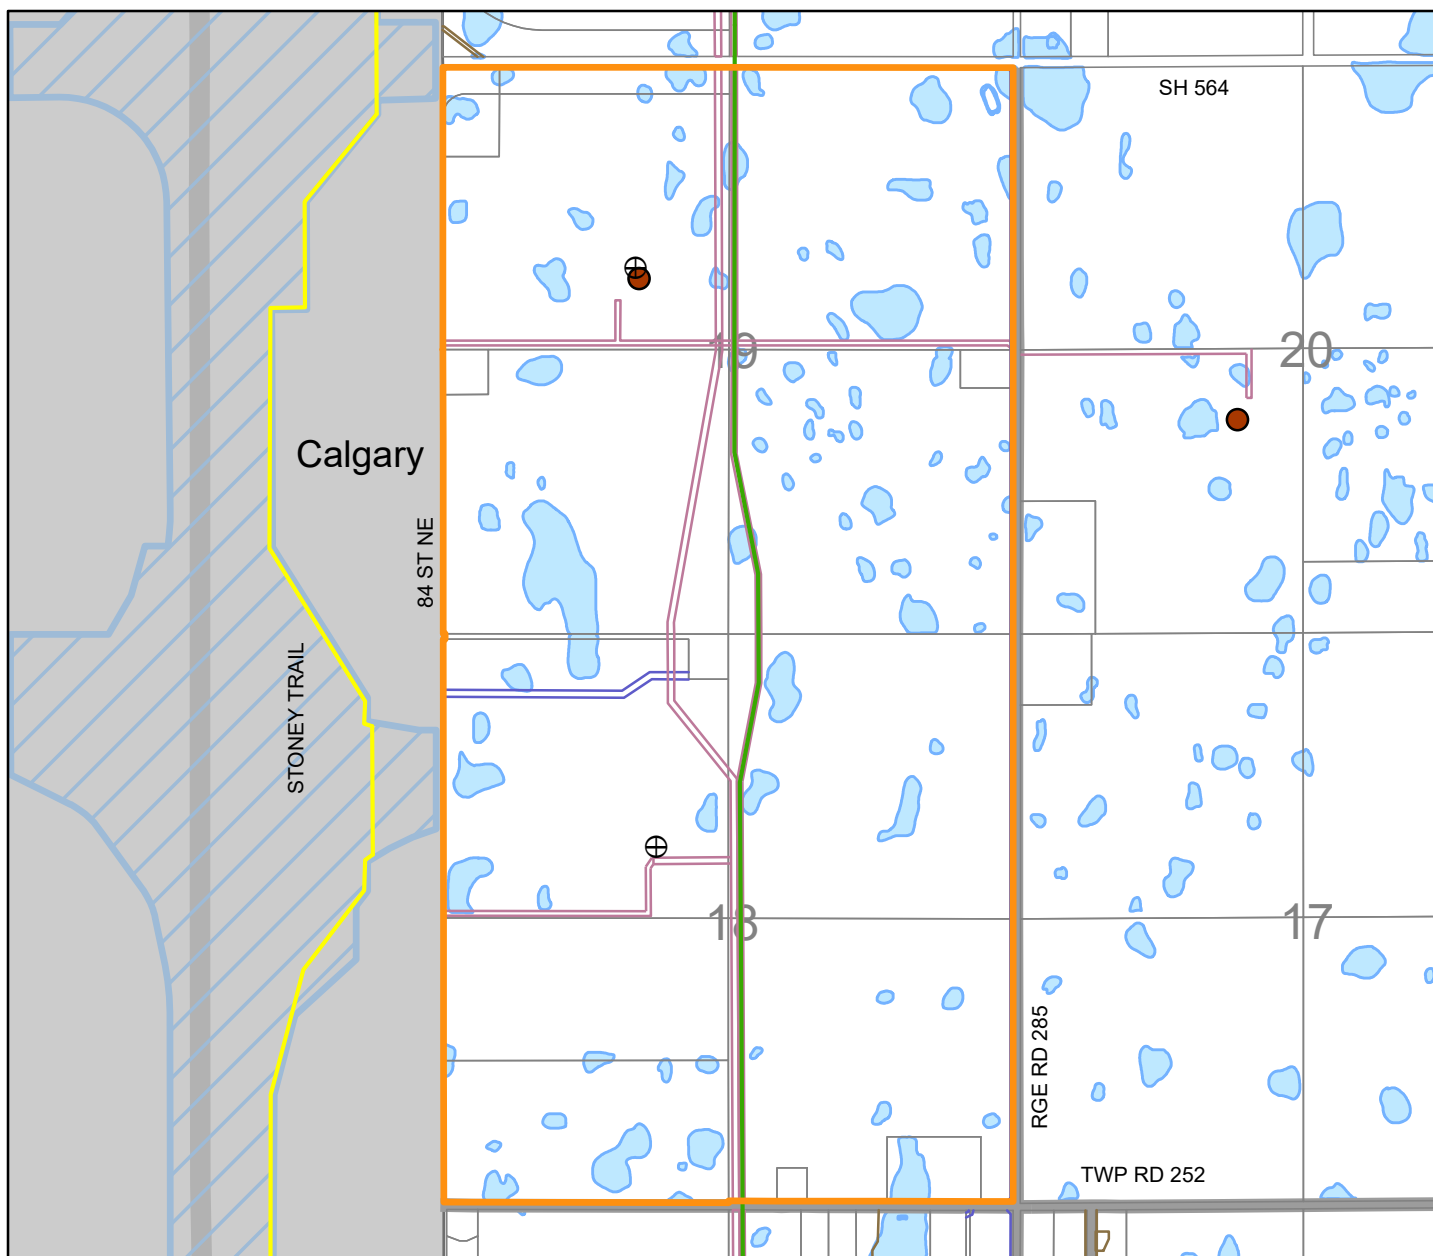 SH 564
19
20
Calgary
84 ST NE
STONEY TRAIL
18
17
RGE RD 285
TWP RD 252